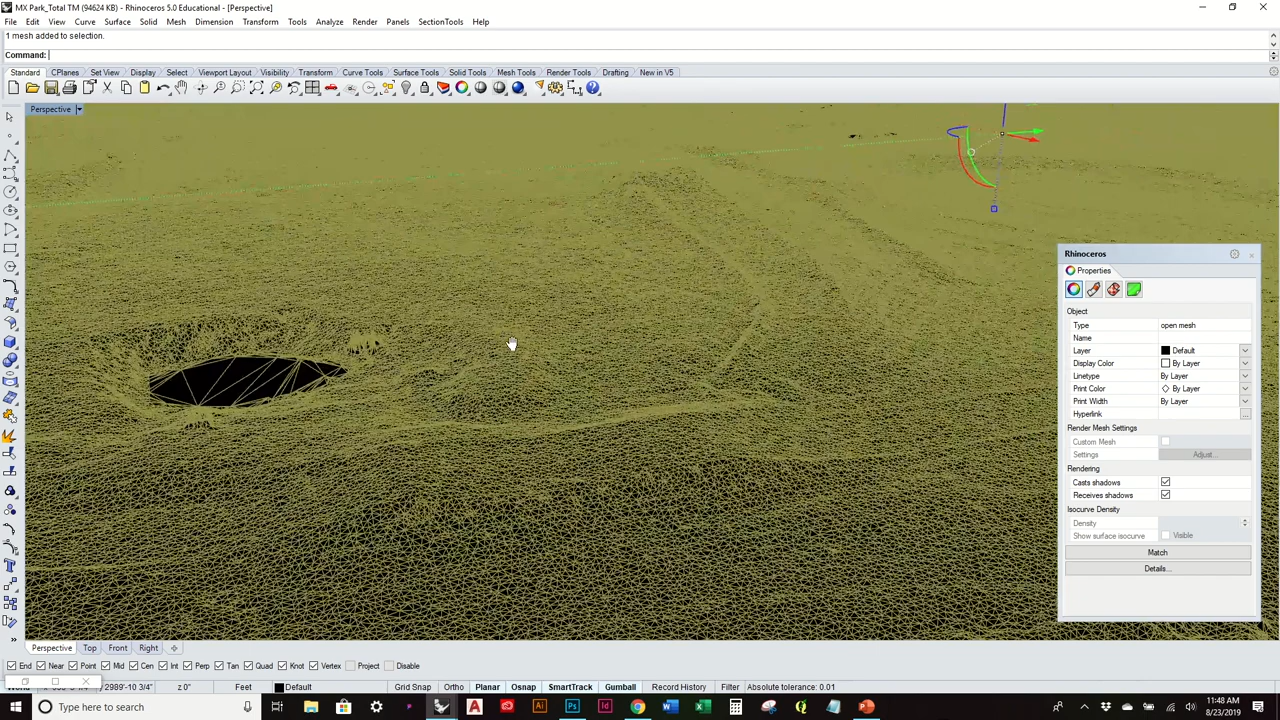 MX Park_Total TM (94624 KB) - Rhinoceros 5.0 Educational - [Perspective]
File Edit View Curve Surface Solid Mesh Dimension Transform Tools Analyze Render Panels SectionTools Help
1 mesh added to selection.
Command:
Standard CPlanes Set View Display Select Viewport Layout Visibility Transform Curve Tools Surface Tools Solid Tools Mesh Tools Render Tools Drafting New in V5
Perspective
Rhinoceros
Properties
Object
Type open mesh
Name
Layer Default
Display Color By Layer
Linetype By Layer
Print Color By Layer
Print Width By Layer
Hyperlink ...
Render Mesh Settings
Custom Mesh
Settings Adjust...
Rendering
Casts shadows
Receives shadows
Isocurve Density
Density
Show surface isocurve Visible
Match
Details...
Perspective Top Front Right
End Near Point Mid Cen Int Perp Tan Quad Knot Vertex Project Disable
2989'-10 3/4" z 0" Feet Default Grid Snap Ortho Planar Osnap SmartTrack Gumball Record History Filter Absolute tolerance: 0.01
Type here to search
11:48 AM
8/23/2019